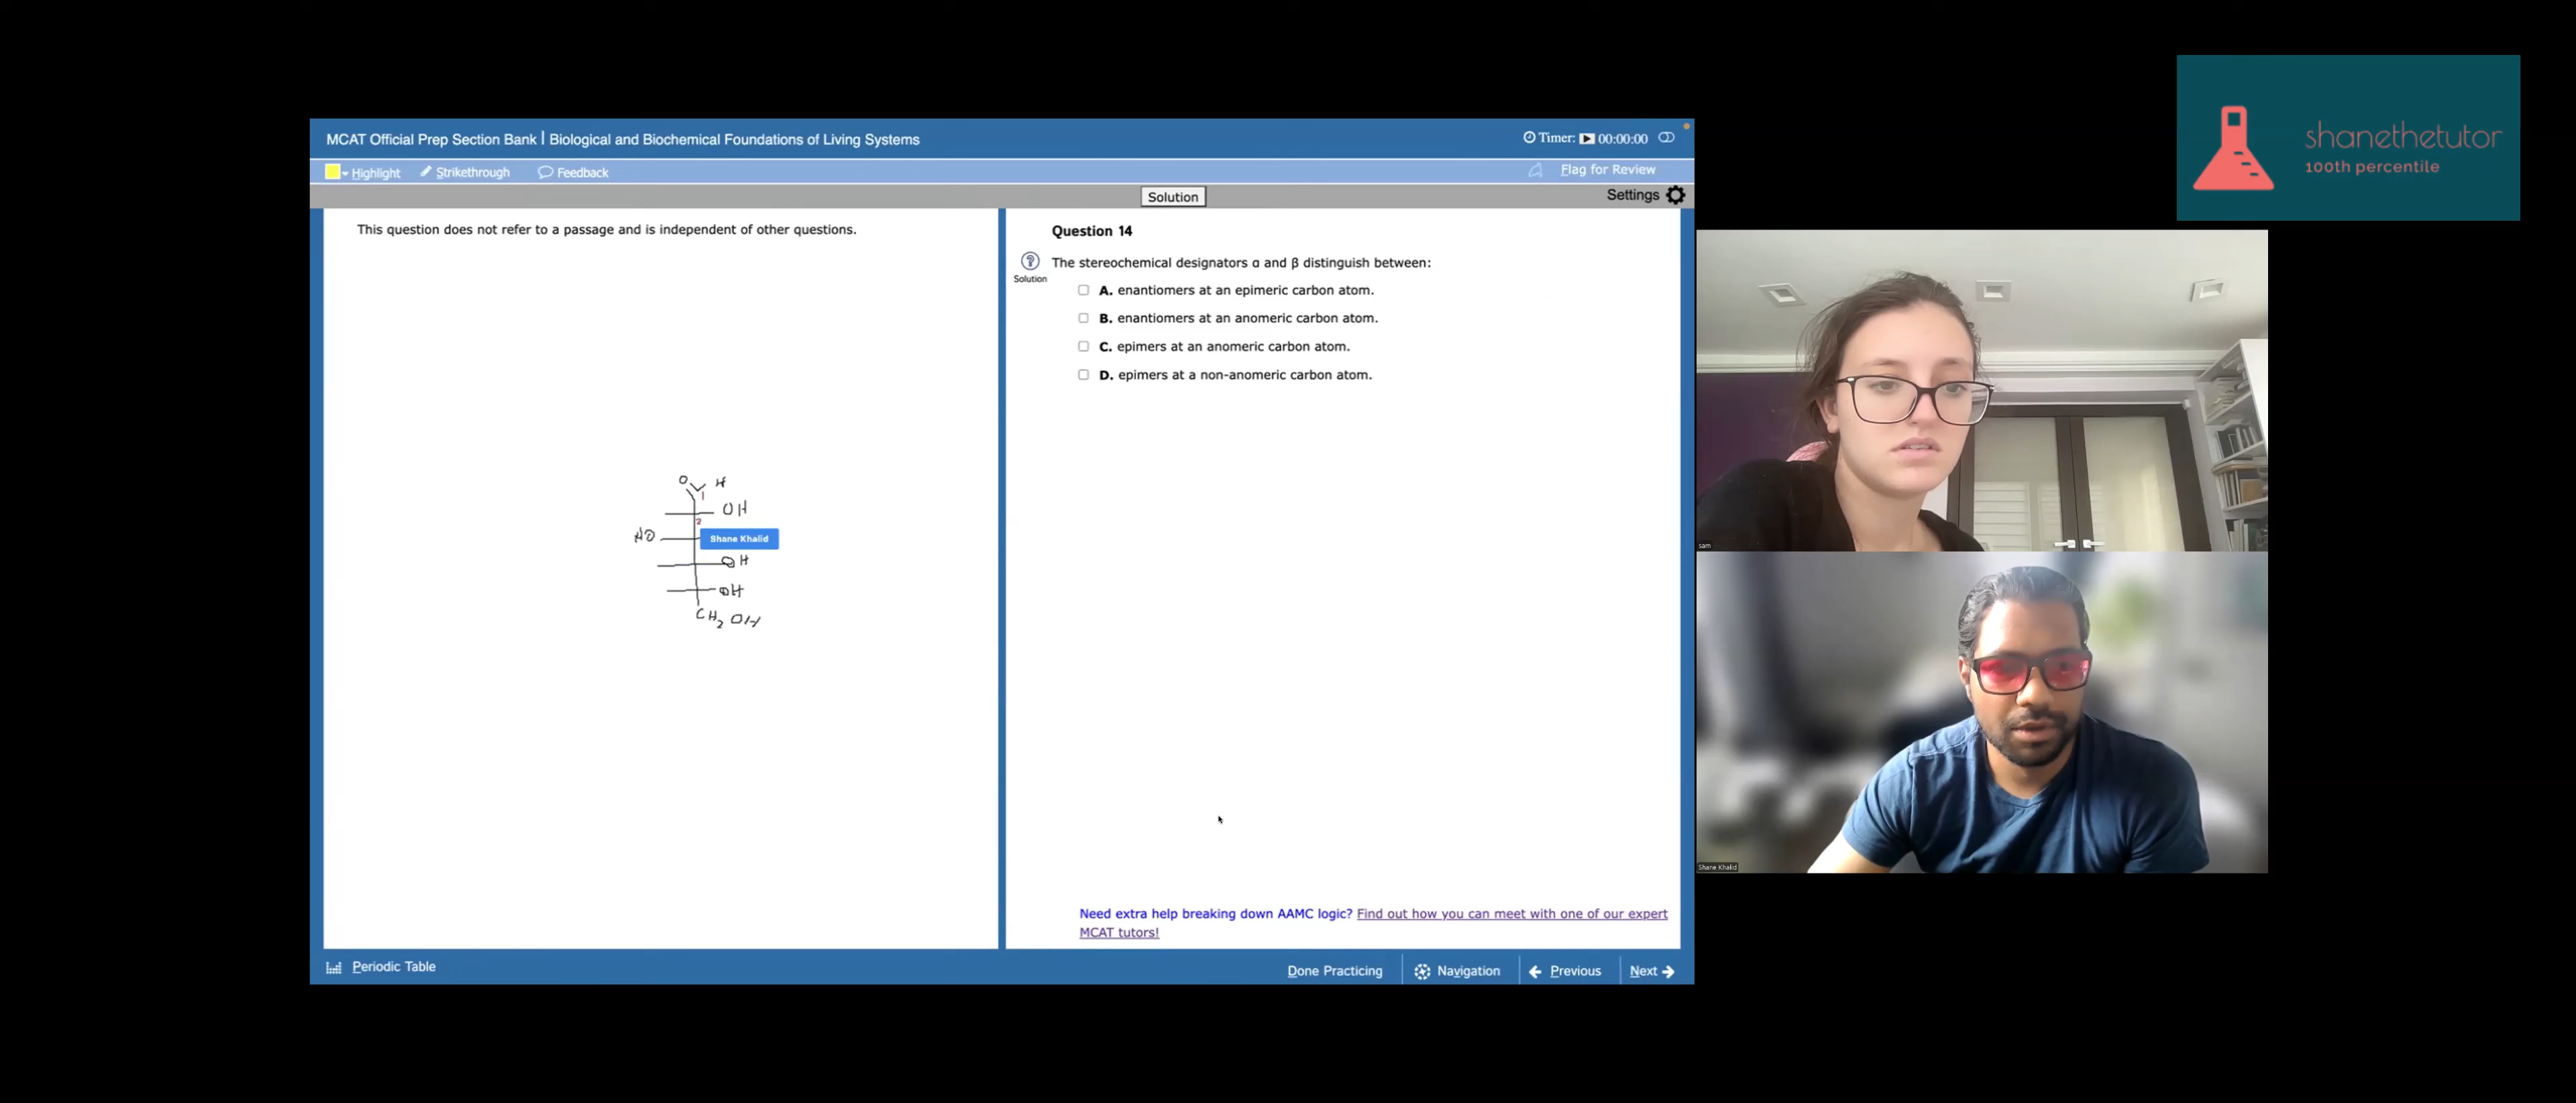 MCAT Official Prep Section Bank | Biological and Biochemical Foundations of Living Systems
Timer: 00:00:00
Highlight
Strikethrough
Feedback
Flag for Review
Solution
Settings
This question does not refer to a passage and is independent of other questions.
O H
1
OH
2
HO
Shane Khalid
OH
OH
CH2OH
Question 14
Solution
The stereochemical designators α and β distinguish between:
A. enantiomers at an epimeric carbon atom.
B. enantiomers at an anomeric carbon atom.
C. epimers at an anomeric carbon atom.
D. epimers at a non-anomeric carbon atom.
Need extra help breaking down AAMC logic? Find out how you can meet with one of our expert
MCAT tutors!
Periodic Table
Done Practicing
Navigation
Previous
Next
shanethetutor
100th percentile
sam
Shane Khalid